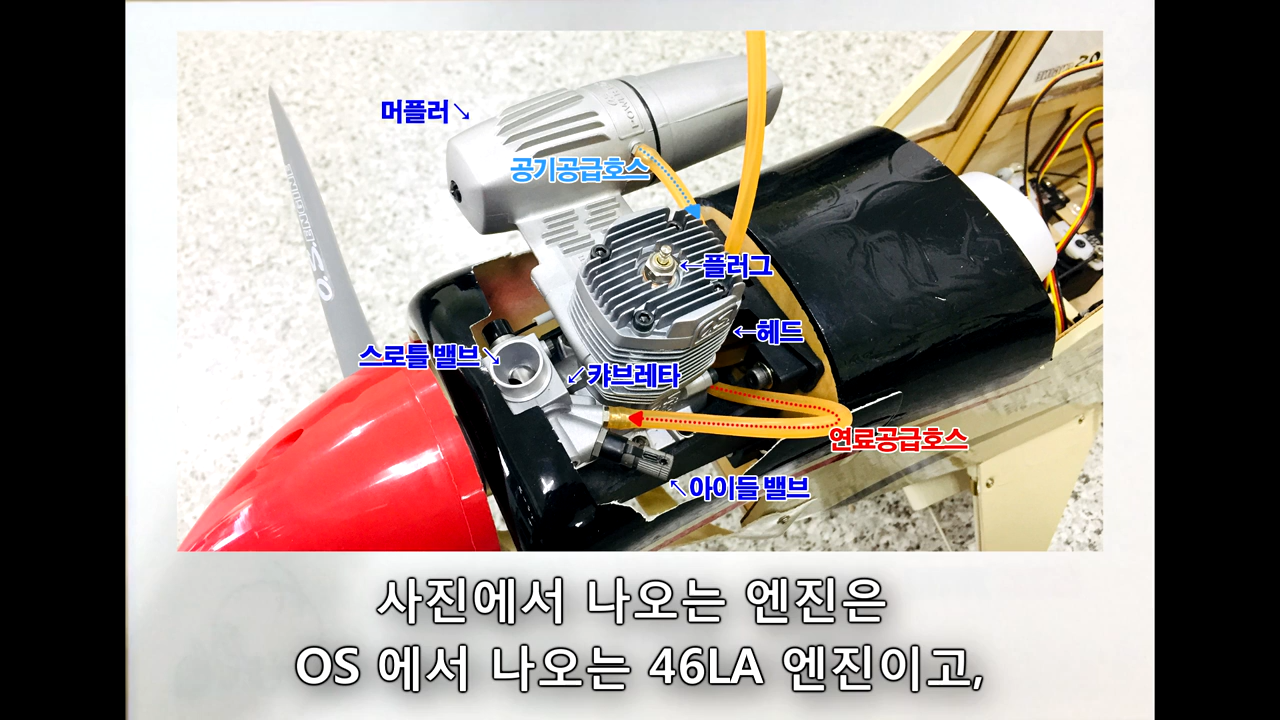 머플러↘
POWER
공기공급호스
←플러그
←헤드
스로틀 밸브↘
↙캬브레타
OS
연료공급호스
↖아이들 밸브
사진에서 나오는 엔진은
OS 에서 나오는 46LA 엔진이고,